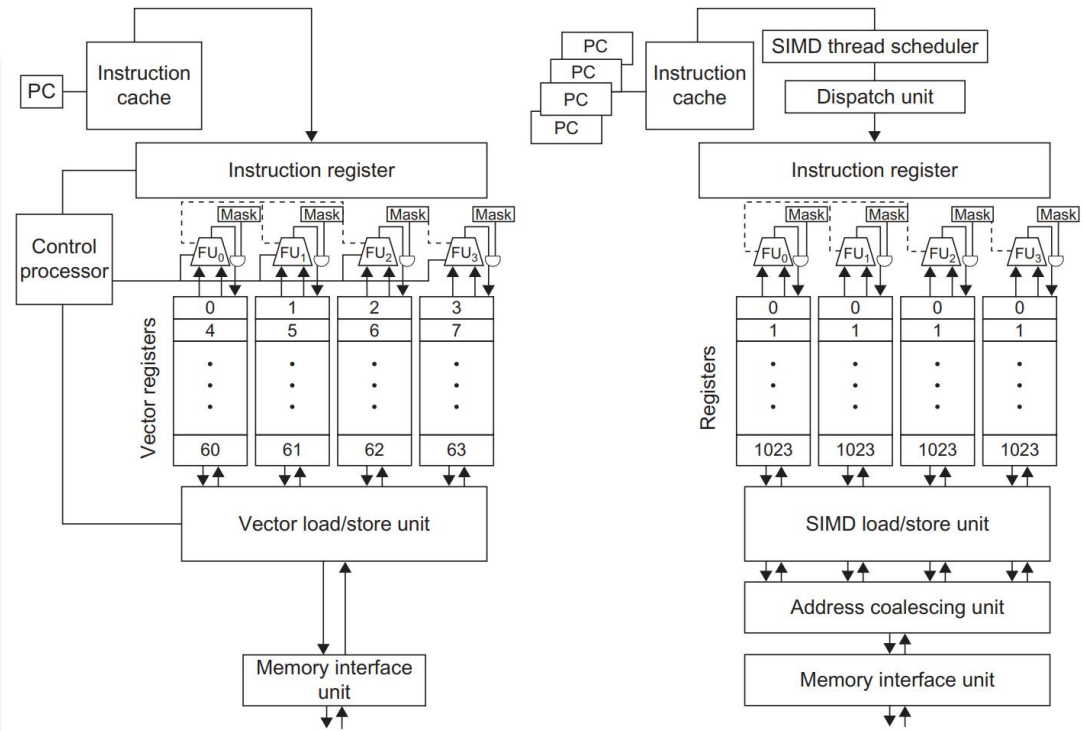 PC
Instruction
cache
Instruction register
Control
processor
Mask
Mask
Mask
Mask
FU0
FU1
FU2
FU3
Vector registers
0 1 2 3
4 5 6 7
60 61 62 63
Vector load/store unit
Memory interface
unit
PC
PC
PC
PC
Instruction
cache
SIMD thread scheduler
Dispatch unit
Instruction register
Mask
Mask
Mask
Mask
FU0
FU1
FU2
FU3
Registers
0 0 0 0
1 1 1 1
1023 1023 1023 1023
SIMD load/store unit
Address coalescing unit
Memory interface unit